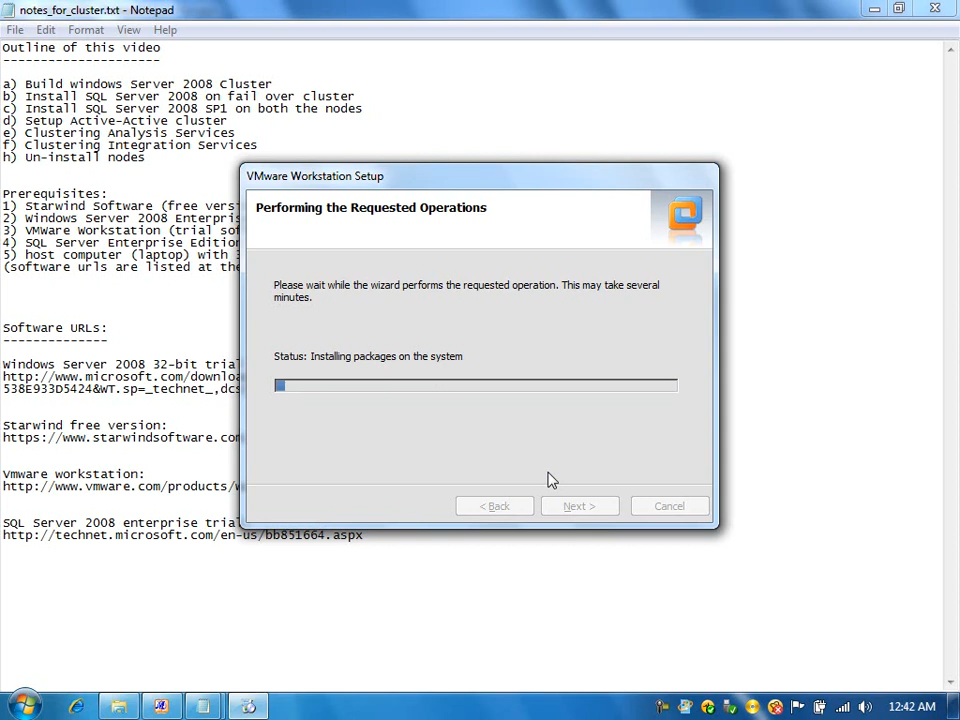 notes_for_cluster.txt - Notepad
File Edit Format View Help
Outline of this video
---------------------
a) Build windows Server 2008 Cluster
b) Install SQL Server 2008 on fail over cluster
c) Install SQL Server 2008 SP1 on both the nodes
d) Setup Active-Active cluster
e) Clustering Analysis Services
f) Clustering Integration Services
h) Un-install nodes
Prerequisites:
1) Starwind Software (free vers
2) Windows Server 2008 Enterpris
3) VMWare Workstation (trial so
4) SQL Server Enterprise Edition
5) host computer (laptop) with
(software urls are listed at the
Software URLs:
--------------
Windows Server 2008 32-bit trial
http://www.microsoft.com/downloa
538E933D5424&WT.sp=_technet_,dcs
Starwind free version:
https://www.starwindsoftware.com
Vmware workstation:
http://www.vmware.com/products/w
SQL Server 2008 enterprise trial
http://technet.microsoft.com/en-us/bb851664.aspx
VMware Workstation Setup
Performing the Requested Operations
Please wait while the wizard performs the requested operation. This may take several
minutes.
Status: Installing packages on the system
< Back Next > Cancel
12:42 AM